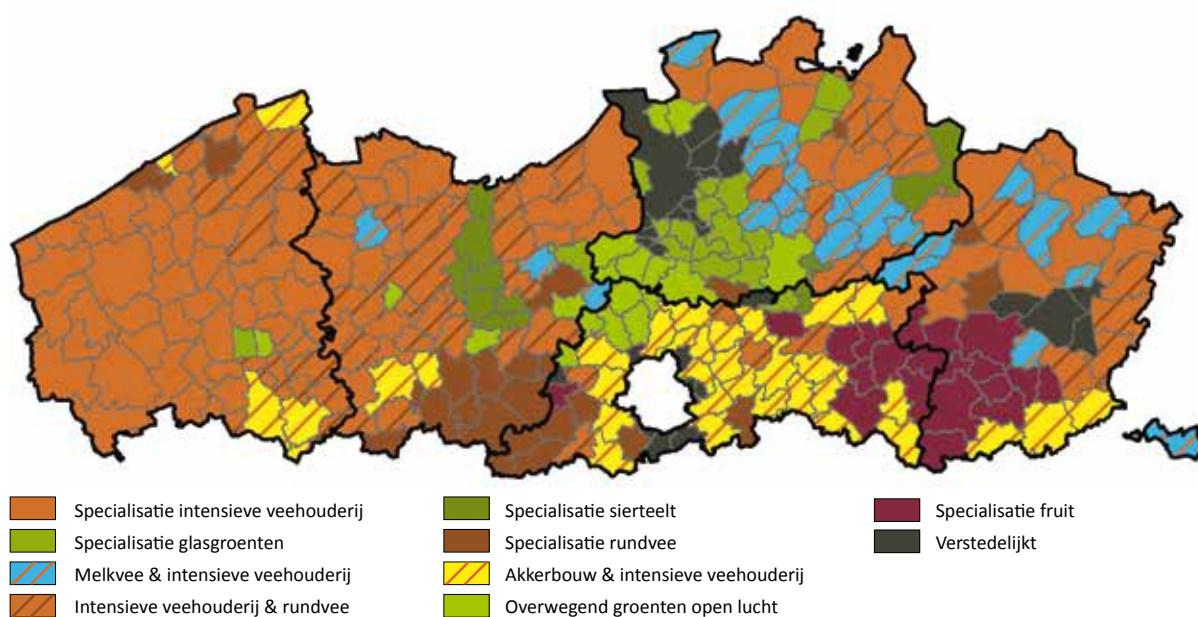 Specialisatie intensieve veehouderij
Specialisatie glasgroenten
Melkvee & intensieve veehouderij
Intensieve veehouderij & rundvee
Specialisatie sierteelt
Specialisatie rundvee
Akkerbouw & intensieve veehouderij
Overwegend groenten open lucht
Specialisatie fruit
Verstedelijkt